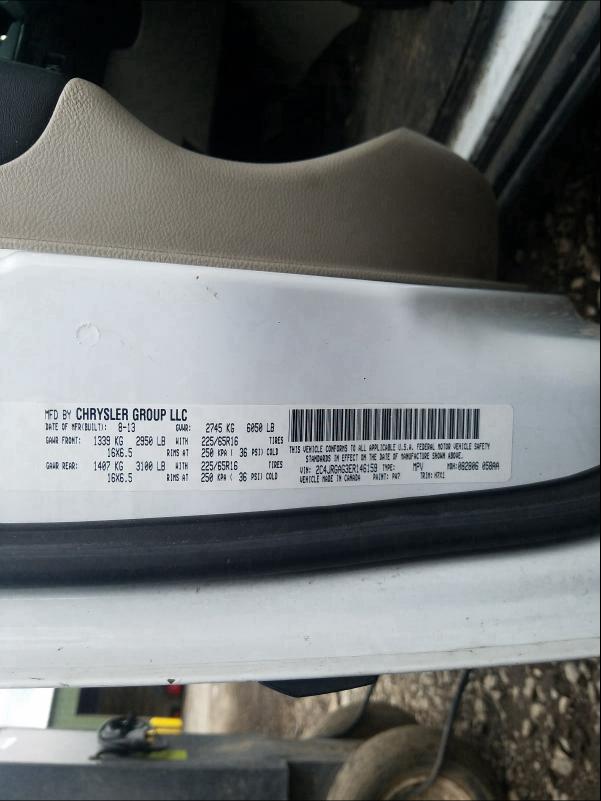 MFD BY CHRYSLER GROUP LLC
DATE OF MFR(BUILT): 8-13 GVWR: 2745 KG 6050 LB
GAWR FRONT: 1339 KG 2950 LB WITH 225/65R16 TIRES
16X6.5 RIMS AT 250 KPA ( 36 PSI) COLD
GAWR REAR: 1407 KG 3100 LB WITH 225/65R16 TIRES
16X6.5 RIMS AT 250 KPA ( 36 PSI) COLD
THIS VEHICLE CONFORMS TO ALL APPLICABLE U.S.A. FEDERAL MOTOR VEHICLE SAFETY
STANDARDS IN EFFECT ON THE DATE OF MANUFACTURE SHOWN ABOVE.
VIN: 2C4JRGAG3ER146159 TYPE: MPV MDH: 082806 058AA
VEHICLE MADE IN CANADA PAINT: PW7 TRIM: H7X1